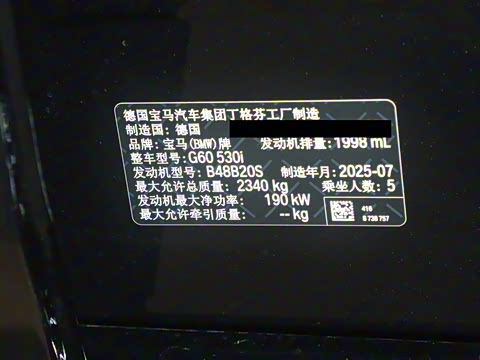 德国宝马汽车集团丁格芬工厂制造
制造国: 德国
品牌: 宝马(BMW)牌 发动机排量: 1998 mL
整车型号: G60 530i
发动机型号: B48B20S 制造年月: 2025-07
最大允许总质量: 2340 kg 乘坐人数: 5
发动机最大净功率: 190 kW
最大允许牵引质量: -- kg
416
8 736 757